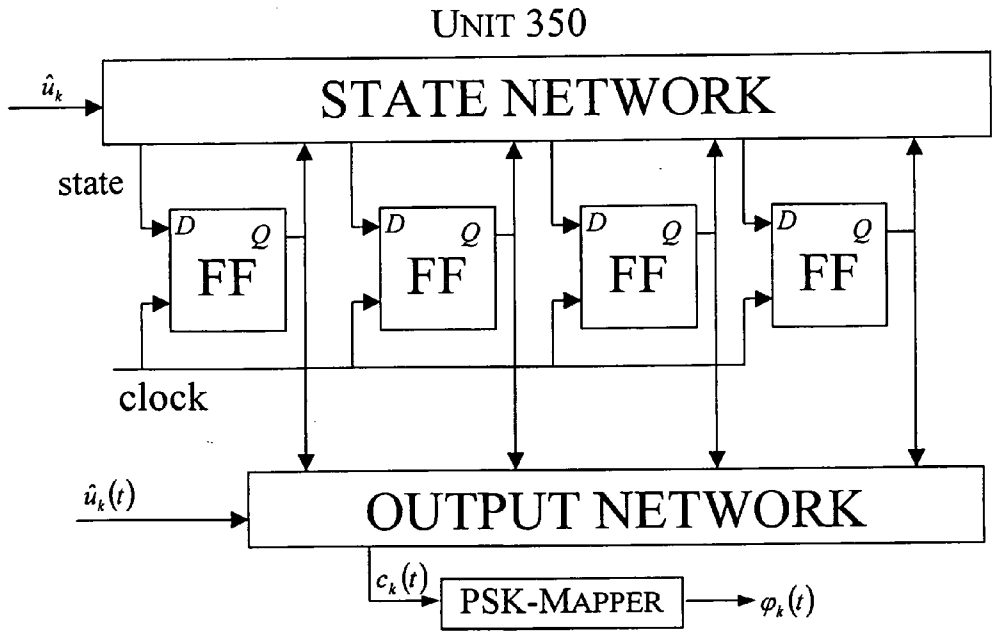 UNIT 350
û_k
STATE NETWORK
state
D Q
FF
D Q
FF
D Q
FF
D Q
FF
clock
û_k(t)
OUTPUT NETWORK
c_k(t)
PSK-MAPPER
φ_k(t)